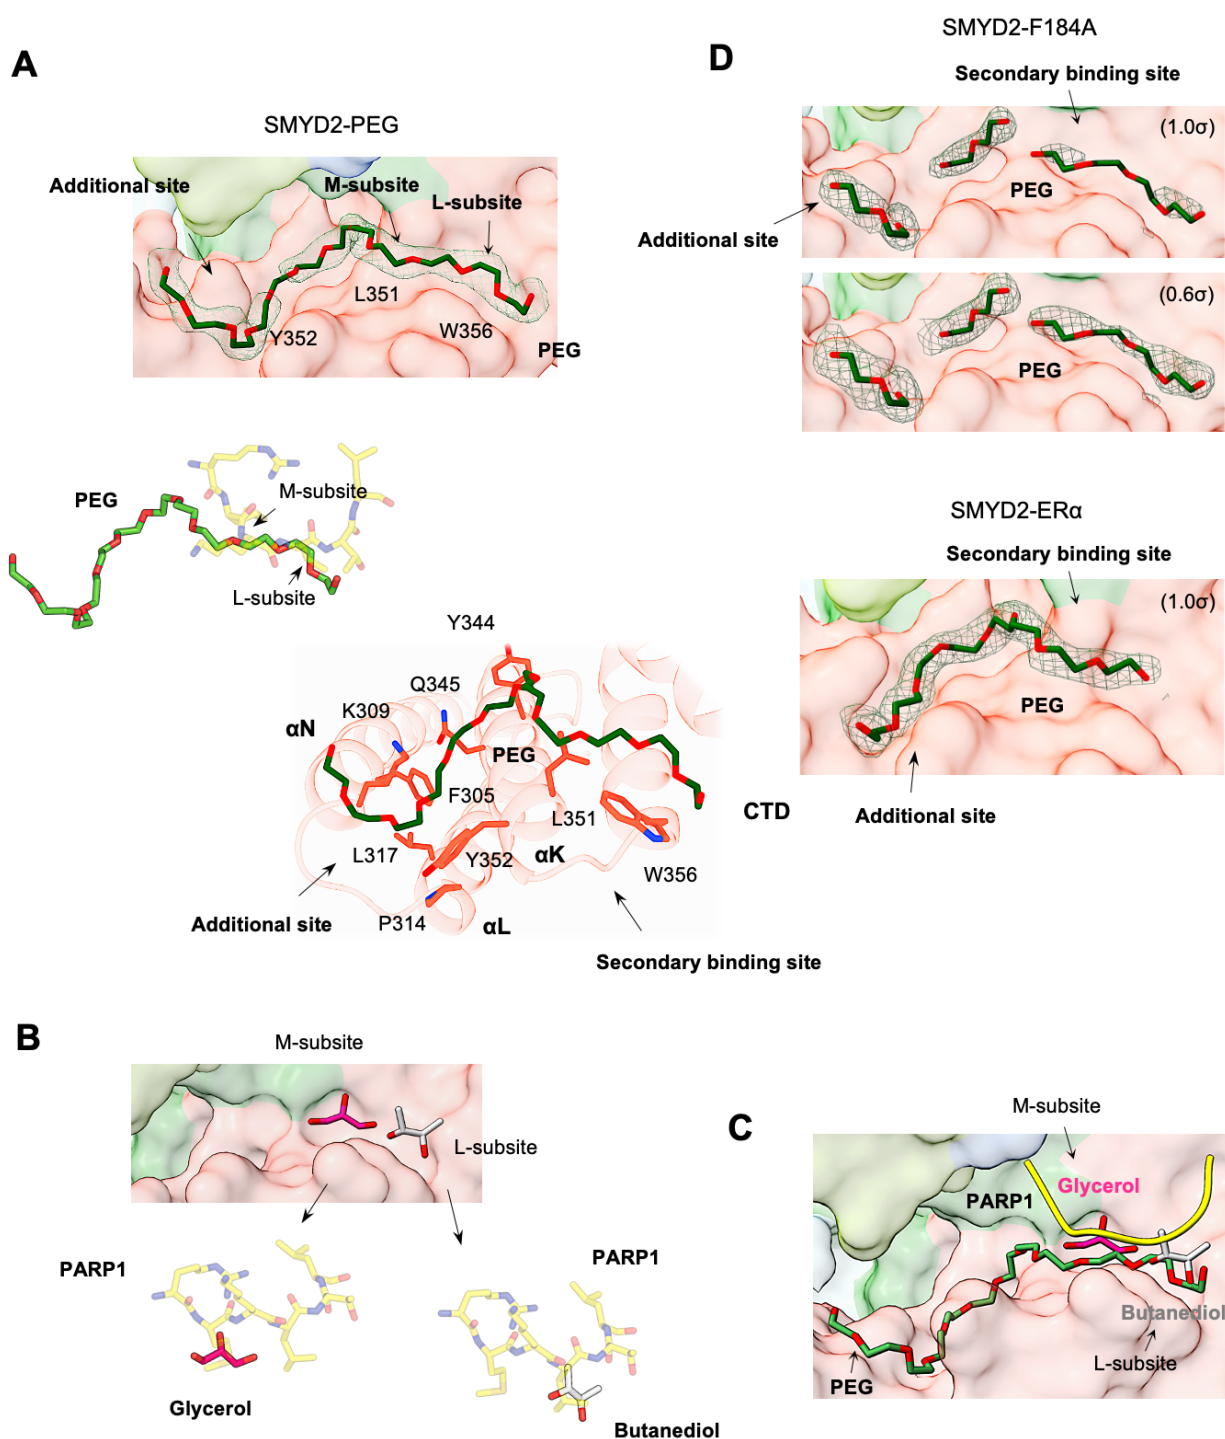 A
SMYD2-PEG
Additional site
M-subsite
L-subsite
L351
Y352
W356
PEG
PEG
M-subsite
L-subsite
Y344
Q345
K309
αN
PEG
F305
L351
L317
Y352
αK
W356
P314
αL
Additional site
Secondary binding site
CTD
D
SMYD2-F184A
Secondary binding site
(1.0σ)
PEG
Additional site
(0.6σ)
PEG
SMYD2-ERα
Secondary binding site
(1.0σ)
PEG
Additional site
B
M-subsite
L-subsite
PARP1
PARP1
Glycerol
Butanediol
C
M-subsite
Glycerol
PARP1
Butanediol
L-subsite
PEG